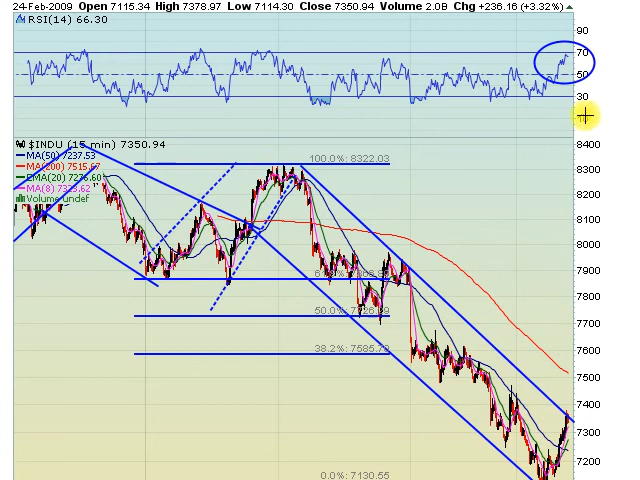 24-Feb-2009 Open 7115.34 High 7378.97 Low 7114.30 Close 7350.94 Volume 2.0B Chg +236.16 (+3.32%)
RSI(14) 66.30
90
70
50
30
$INDU (15 min) 7350.94
MA(50) 7237.53
MA(200) 7515.67
EMA(20) 7276.60
MA(8) 7323.62
Volume undef
100.0%: 8322.03
50.0%:
38.2%: 7585.79
0.0%: 7130.55
8400
8300
8200
8100
8000
7900
7800
7700
7600
7500
7400
7300
7200